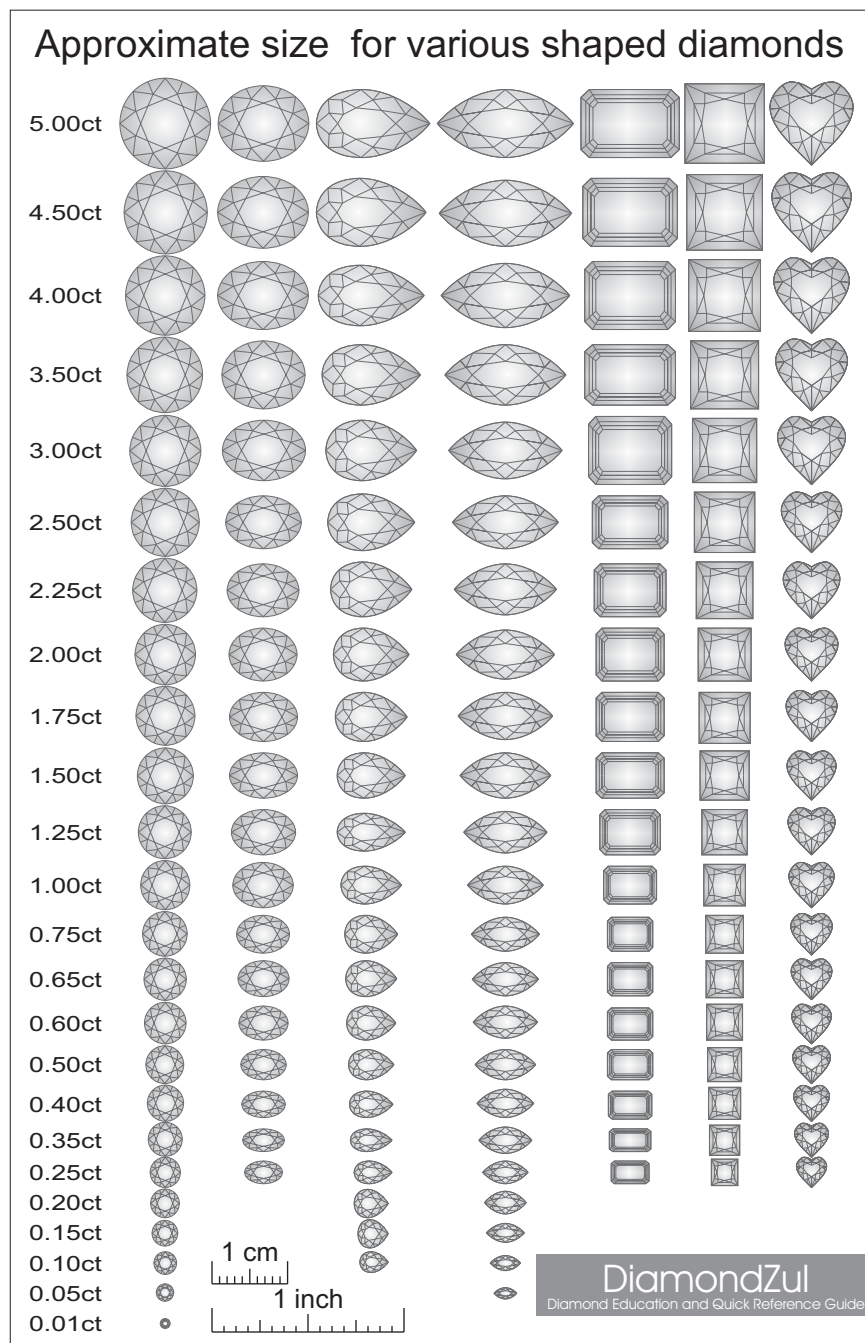 Approximate size for various shaped diamonds
5.00ct
4.50ct
4.00ct
3.50ct
3.00ct
2.50ct
2.25ct
2.00ct
1.75ct
1.50ct
1.25ct
1.00ct
0.75ct
0.65ct
0.60ct
0.50ct
0.40ct
0.35ct
0.25ct
0.20ct
0.15ct
0.10ct
0.05ct
0.01ct
1 cm
1 inch
DiamondZul
Diamond Education and Quick Reference Guide